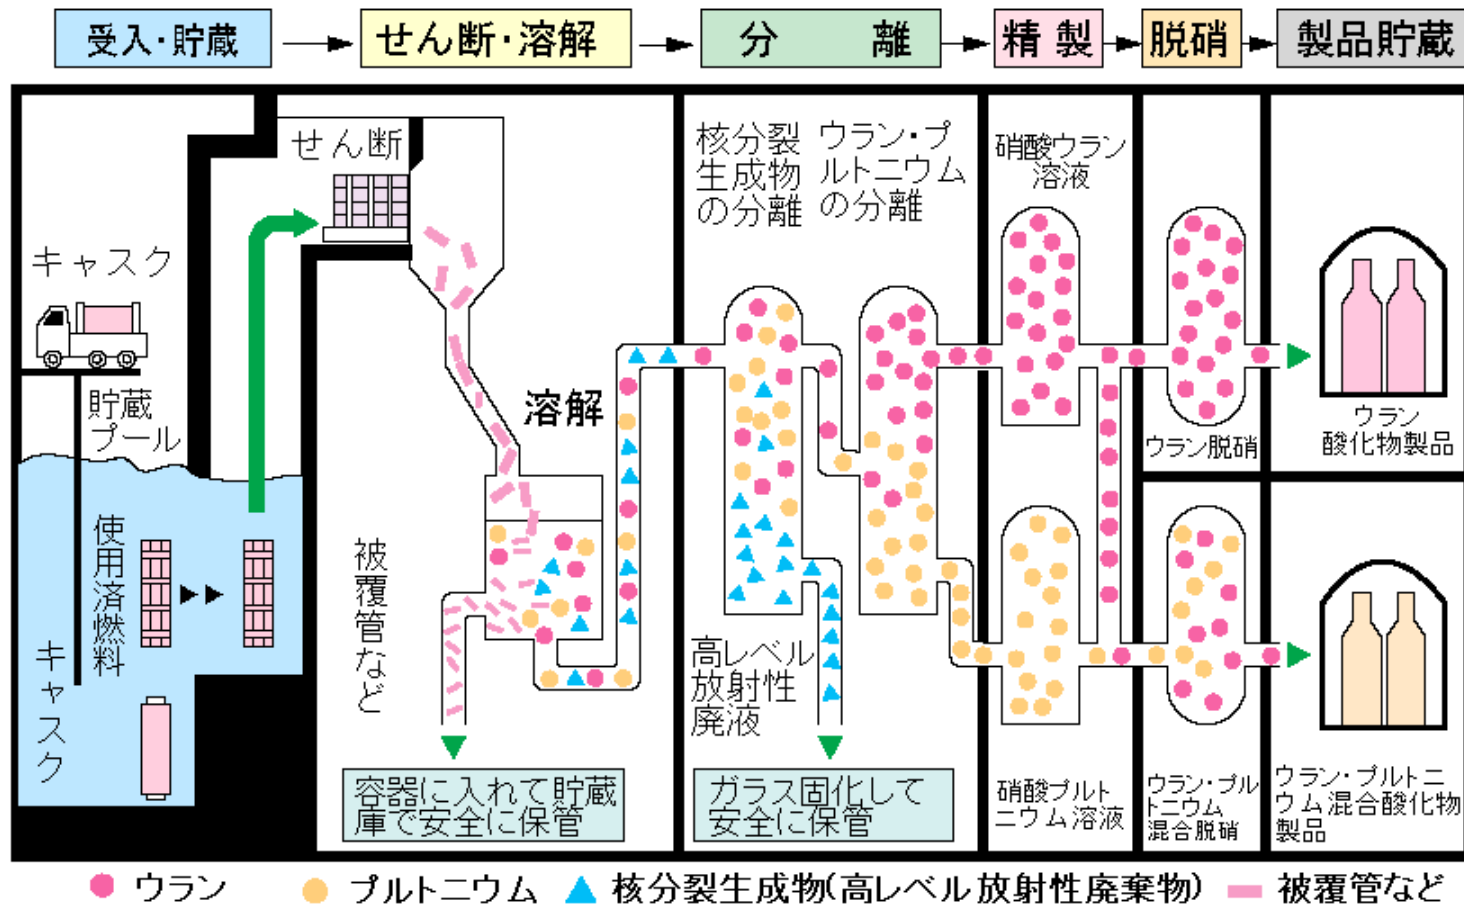 受入・貯蔵
せん断・溶解
分離
精製
脱硝
製品貯蔵
せん断
キャスク
貯蔵
プール
使用済燃料
キャスク
溶解
被覆管など
容器に入れて貯蔵
庫で安全に保管
核分裂
生成物
の分離
ウラン・プ
ルトニウム
の分離
高レベル
放射性
廃液
ガラス固化して
安全に保管
硝酸ウラン
溶液
硝酸プルト
ニウム溶液
ウラン脱硝
ウラン・プル
トニウム
混合脱硝
ウラン
酸化物製品
ウラン・プルトニ
ウム混合酸化物
製品
ウラン
プルトニウム
核分裂生成物(高レベル放射性廃棄物)
被覆管など